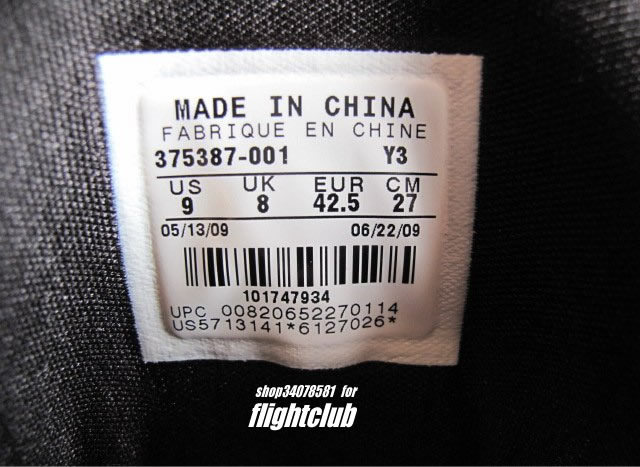 MADE IN CHINA
FABRIQUE EN CHINE
375387-001 Y3
US UK EUR CM
9 8 42.5 27
05/13/09 06/22/09
101747934
UPC 00820652270114
US5713141*6127026*
shop34078581 for
flightclub